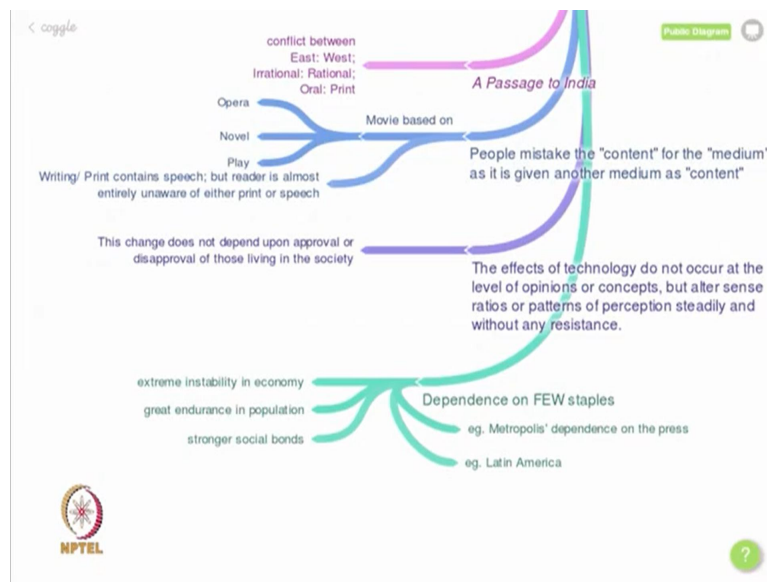 coggle
Public Diagram
conflict between
East: West;
Irrational: Rational;
Oral: Print
A Passage to India
Opera
Novel
Play
Movie based on
Writing/ Print contains speech; but reader is almost
entirely unaware of either print or speech
People mistake the "content" for the "medium"
as it is given another medium as "content"
This change does not depend upon approval or
disapproval of those living in the society
The effects of technology do not occur at the
level of opinions or concepts, but alter sense
ratios or patterns of perception steadily and
without any resistance.
extreme instability in economy
great endurance in population
stronger social bonds
Dependence on FEW staples
eg. Metropolis' dependence on the press
eg. Latin America
NPTEL
?